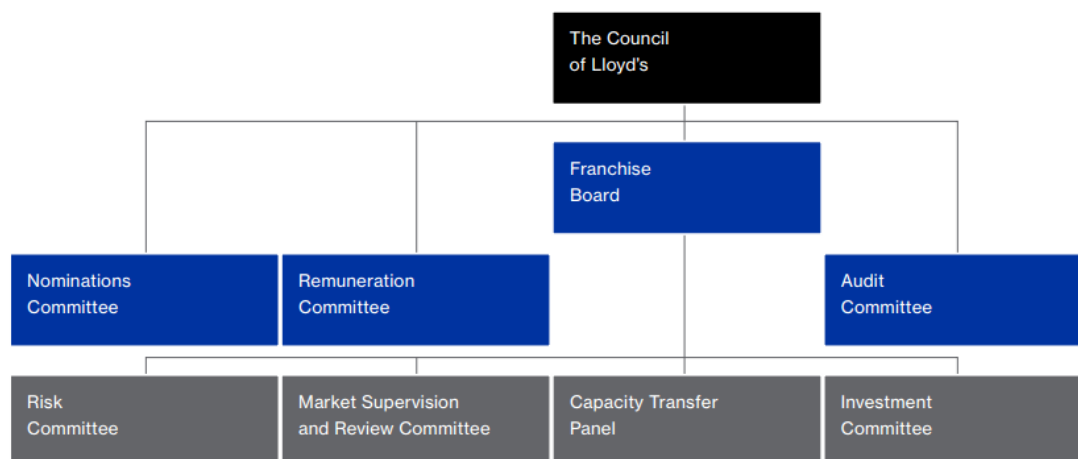 The Council
of Lloyd's
Franchise
Board
Nominations
Committee
Remuneration
Committee
Audit
Committee
Risk
Committee
Market Supervision
and Review Committee
Capacity Transfer
Panel
Investment
Committee